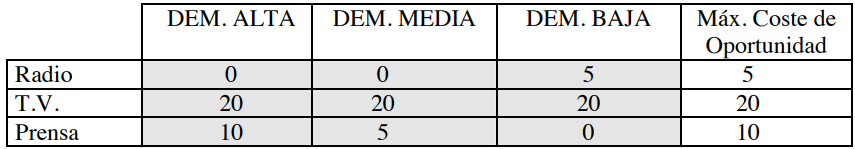 DEM. ALTA DEM. MEDIA DEM. BAJA Máx. Coste de
Oportunidad
Radio 0 0 5 5
T.V. 20 20 20 20
Prensa 10 5 0 10